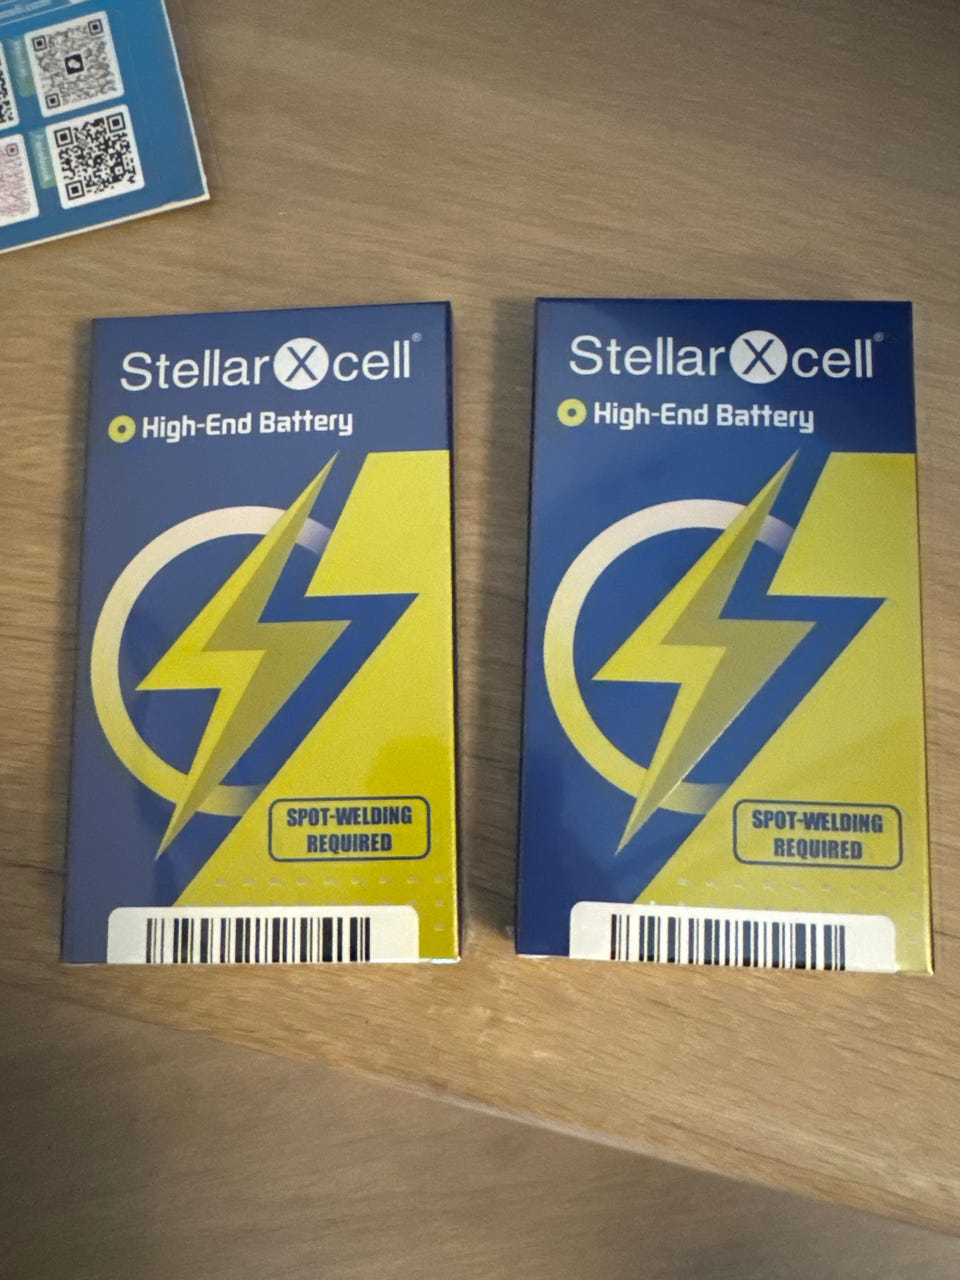 StellarXcell®
High-End Battery
SPOT-WELDING
REQUIRED
StellarXcell®
High-End Battery
SPOT-WELDING
REQUIRED